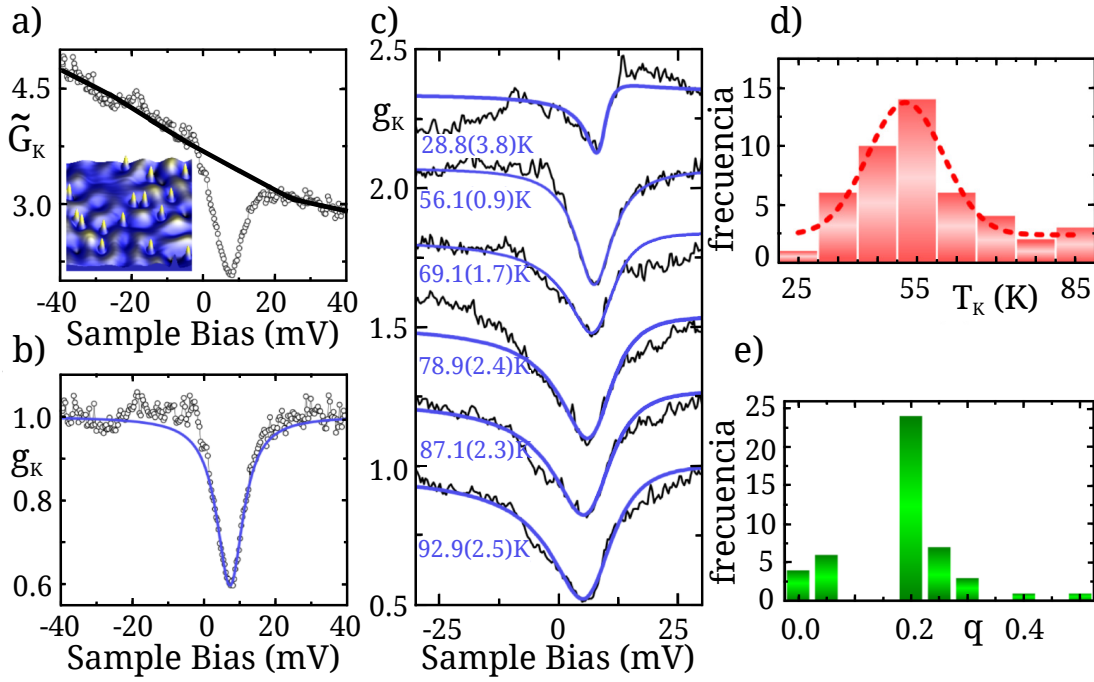 a)
4.5
G̃K
3.0
-40 -20 0 20 40
Sample Bias (mV)
b)
1.0
gK
0.8
0.6
-40 -20 0 20 40
Sample Bias (mV)
c)
2.5
gK
28.8(3.8)K
2.0
56.1(0.9)K
69.1(1.7)K
1.5
78.9(2.4)K
87.1(2.3)K
1.0
92.9(2.5)K
0.5
-25 0 25
Sample Bias (mV)
d)
frecuencia
15
10
5
0
25 55 85
TK (K)
e)
frecuencia
25
20
15
10
5
0
0.0 0.2 q 0.4